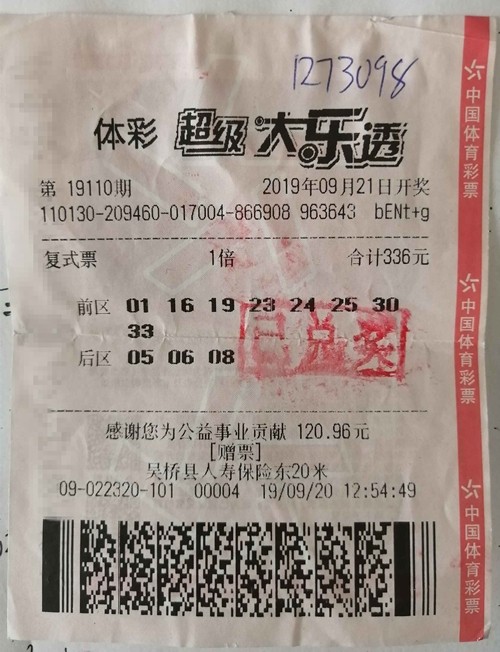 1273098
体彩 超级大乐透
第 19110期 2019年09月21日开奖
110130-209460-017004-866908 963643 bENt+g
复式票 1倍 合计336元
前区 01 16 19 23 24 25 30
33
后区 05 06 08
已兑奖
感谢您为公益事业贡献 120.96元
[赠票]
吴桥县人寿保险东20米
09-022320-101 00004 19/09/20 12:54:49
中国体育彩票
中国体育彩票
中国体育彩票